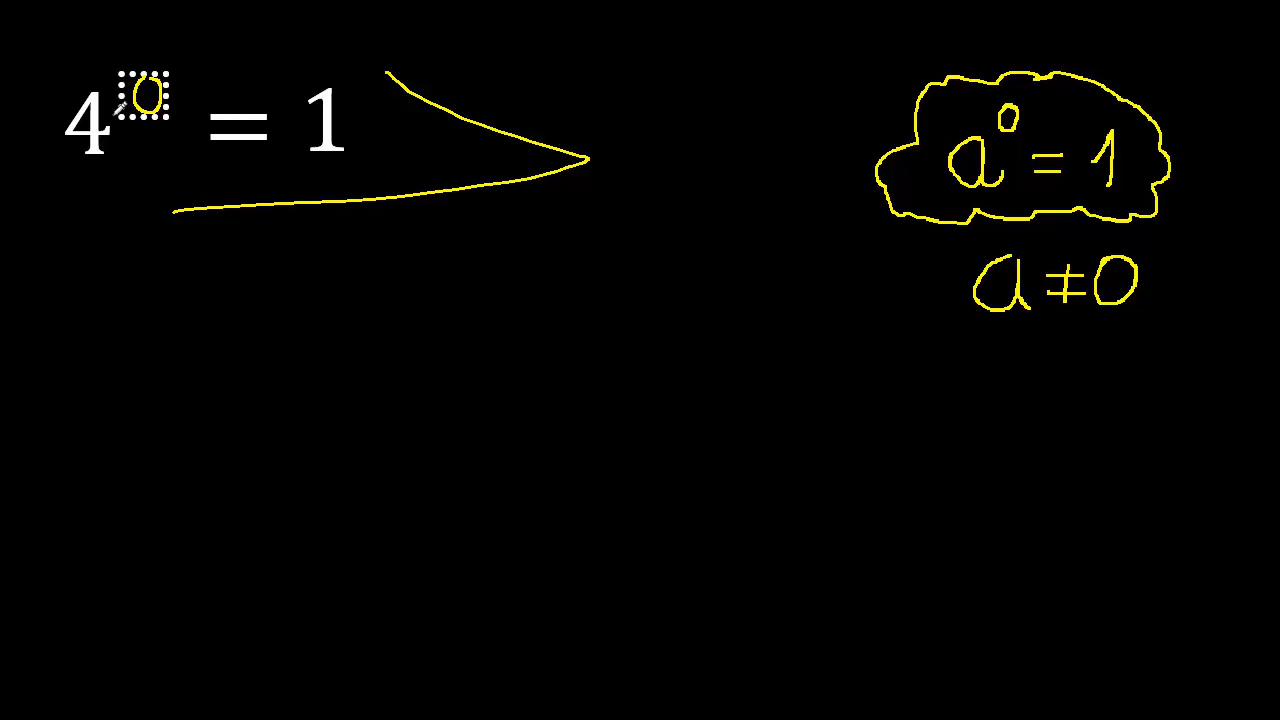 4⁰ = 1
a⁰ = 1
a ≠ 0